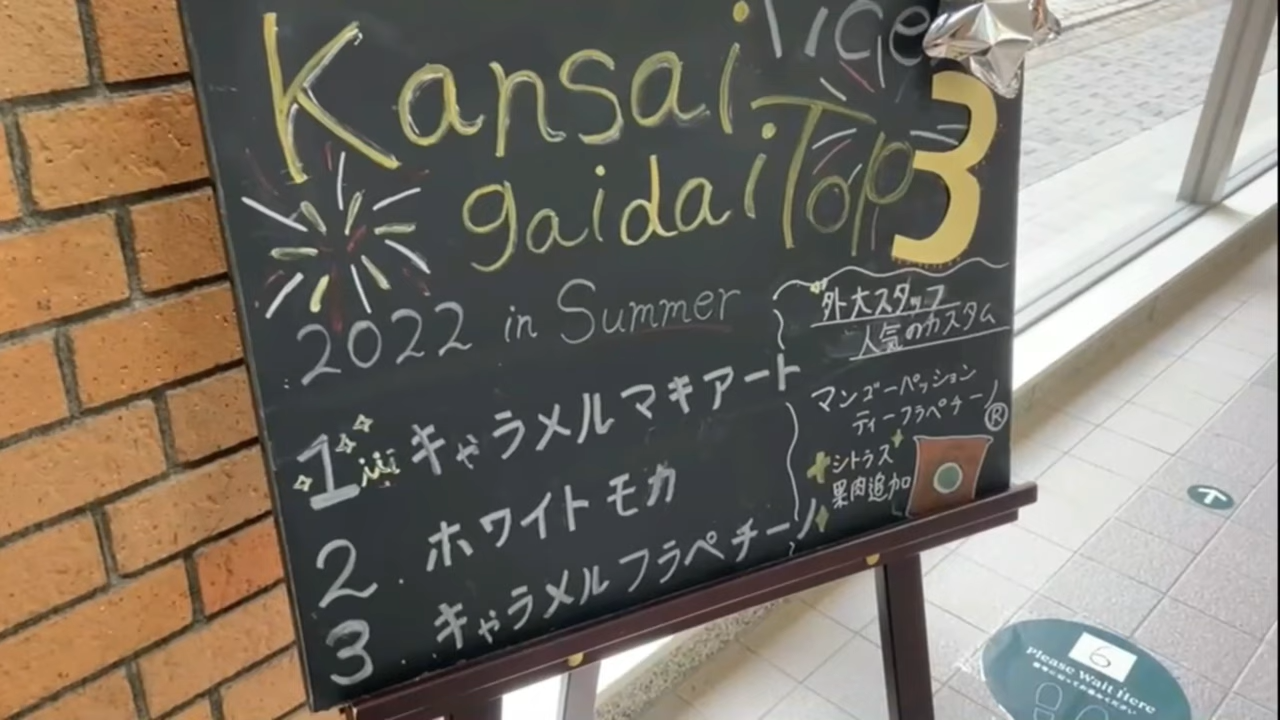 Kansai
gaidai Top 3
2022 in Summer
1 キャラメルマキアート
2. ホワイトモカ
3. キャラメルフラペチーノ
外大スタッフ
人気のカスタム
マンゴーパッション
ティーフラペチーノ®
+シトラス
果肉追加
6
Please Wait Here